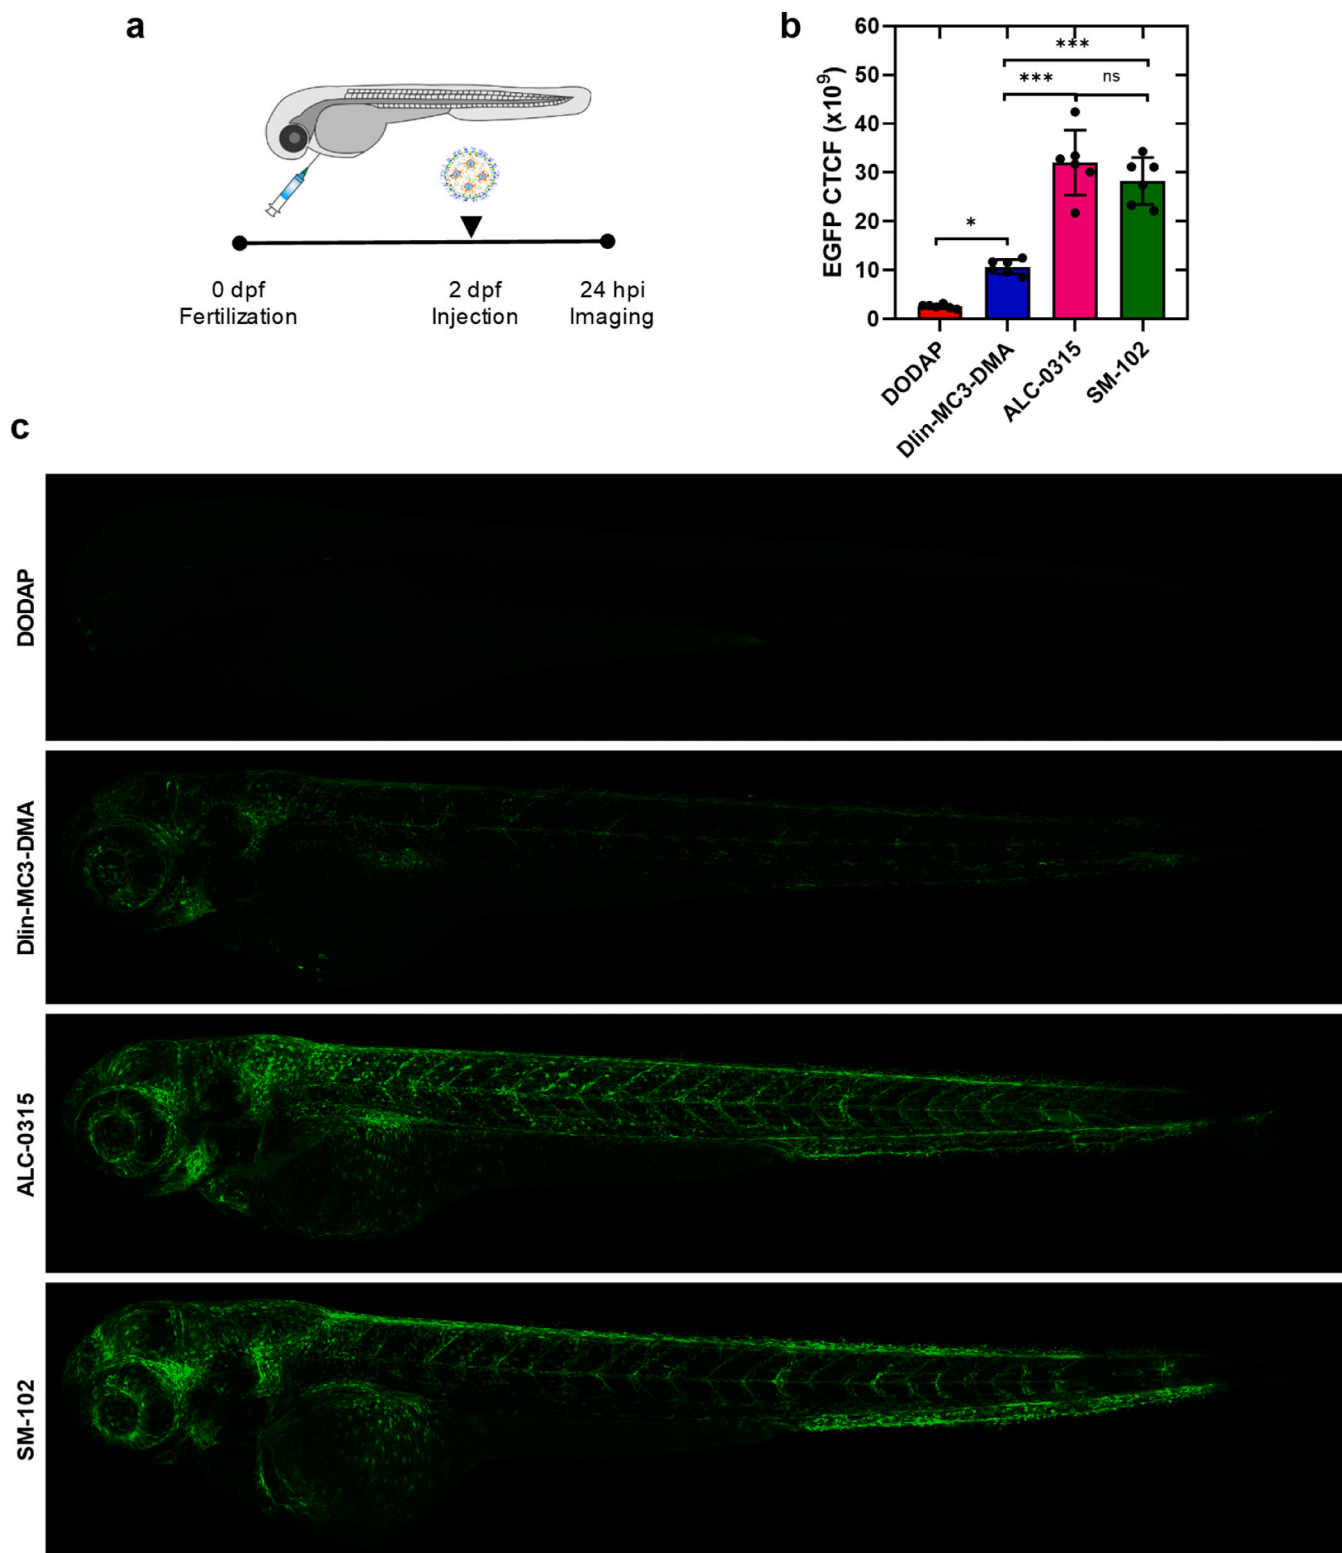 a
0 dpf
Fertilization
2 dpf
Injection
24 hpi
Imaging
b
EGFP CTCF (x10⁹)
60
50
40
30
20
10
0
***
***
ns
*
DODAP
Dlin-MC3-DMA
ALC-0315
SM-102
c
DODAP
Dlin-MC3-DMA
ALC-0315
SM-102